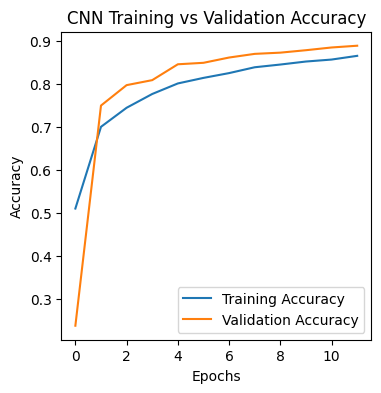 CNN Training vs Validation Accuracy
0.9
0.8
0.7
0.6
0.5
0.4
0.3
Accuracy
Training Accuracy
Validation Accuracy
0 2 4 6 8 10
Epochs